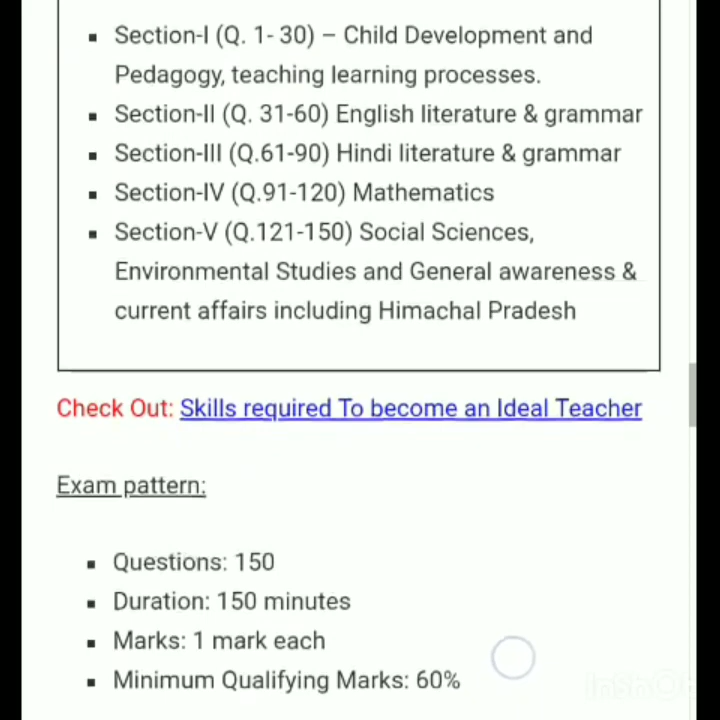 ▪ Section-I (Q. 1- 30) – Child Development and
Pedagogy, teaching learning processes.
▪ Section-II (Q. 31-60) English literature & grammar
▪ Section-III (Q.61-90) Hindi literature & grammar
▪ Section-IV (Q.91-120) Mathematics
▪ Section-V (Q.121-150) Social Sciences,
Environmental Studies and General awareness &
current affairs including Himachal Pradesh
Check Out: Skills required To become an Ideal Teacher
Exam pattern:
▪ Questions: 150
▪ Duration: 150 minutes
▪ Marks: 1 mark each
▪ Minimum Qualifying Marks: 60%